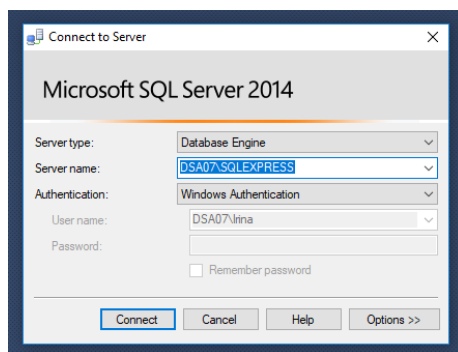 Connect to Server
Microsoft SQL Server 2014
Server type: Database Engine
Server name: DSA07\SQLEXPRESS
Authentication: Windows Authentication
User name: DSA07\Irina
Password:
Remember password
Connect Cancel Help Options >>